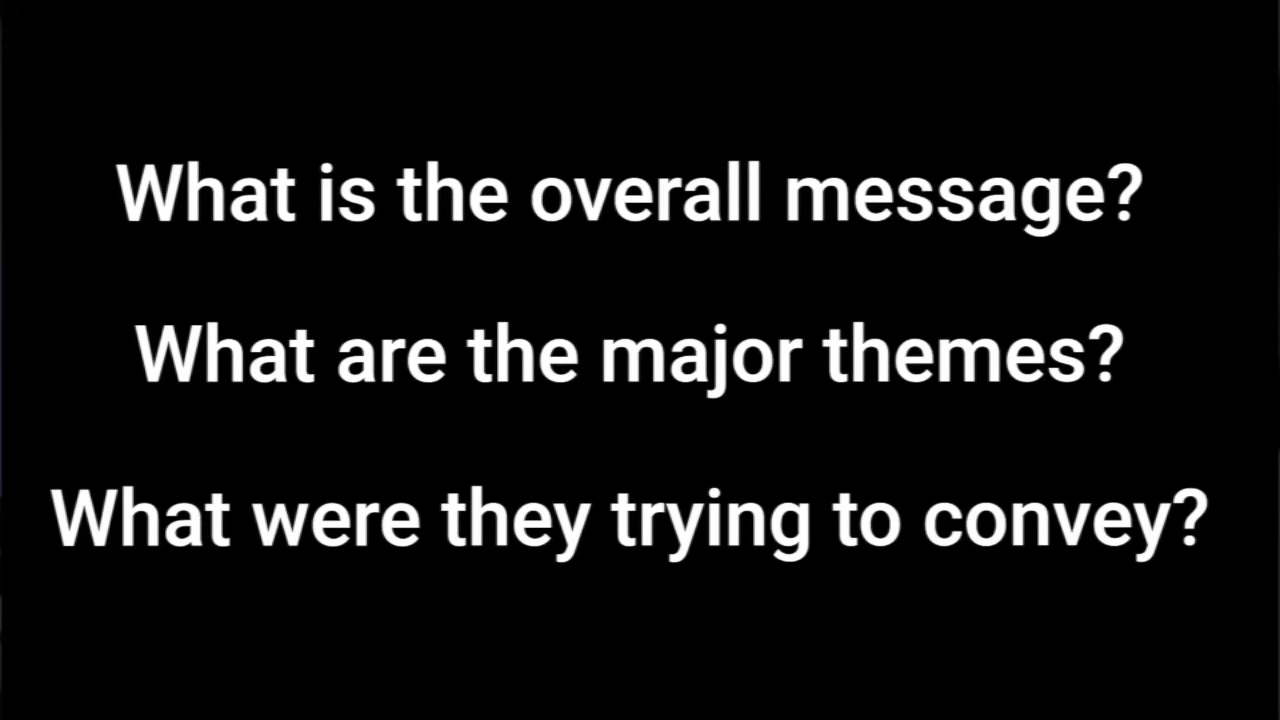 What is the overall message?
What are the major themes?
What were they trying to convey?